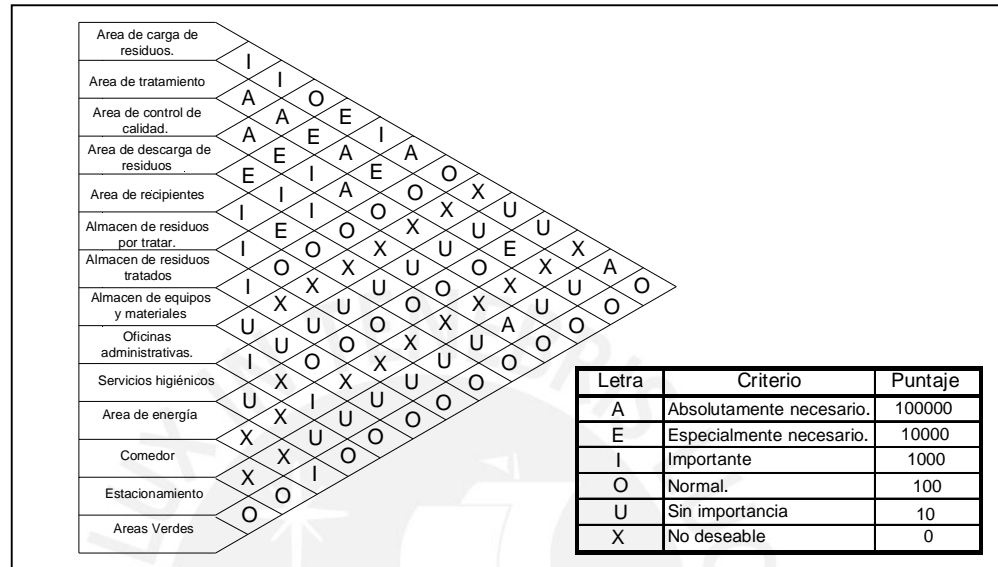 Area de carga de
residuos.
Area de tratamiento
Area de control de
calidad.
Area de descarga de
residuos
Area de recipientes
Almacen de residuos
por tratar.
Almacen de residuos
tratados
Almacen de equipos
y materiales
Oficinas
administrativas.
Servicios higiénicos
Area de energía
Comedor
Estacionamiento
Areas Verdes
I I O E I A O X U U X A O
A A E A E O X U E X U O
A E I A O X U O X U O
E I I O X U O X A O
I E O X U O X U O
I O X U O X U O
I X U O X U O
U U O X U O
I X I U O
U X U O
X X I
X O
O
Letra Criterio Puntaje
A Absolutamente necesario. 100000
E Especialmente necesario. 10000
I Importante 1000
O Normal. 100
U Sin importancia 10
X No deseable 0